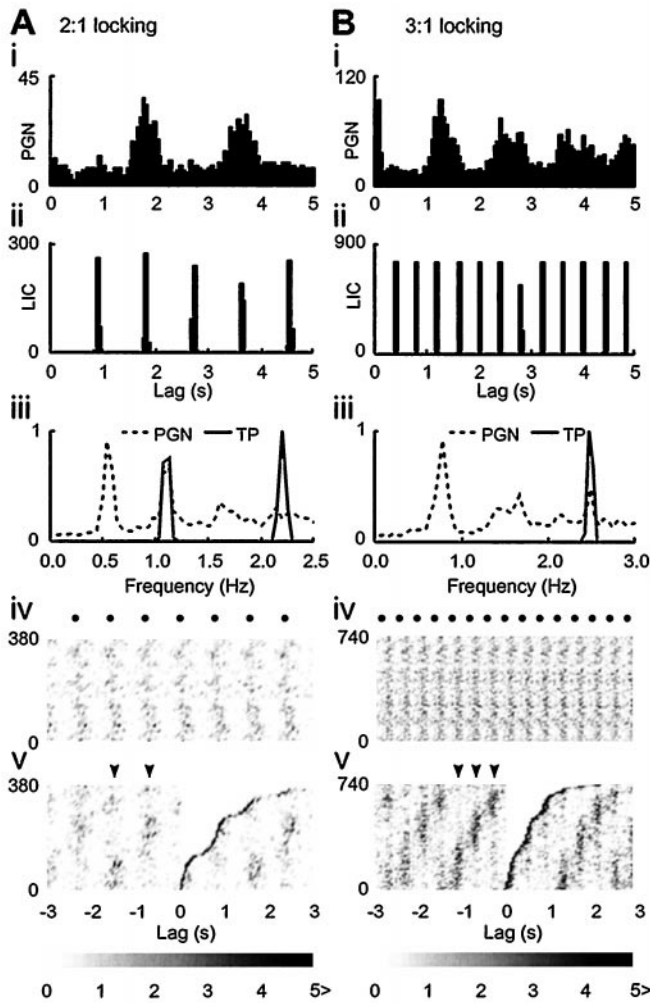 A 2:1 locking
B 3:1 locking
i
45
PGN
0
0 1 2 3 4 5
i
120
PGN
0
0 1 2 3 4 5
ii
300
LIC
0
0 1 2 3 4 5
Lag (s)
ii
900
LIC
0
0.0 1 2 3 4 5
Lag (s)
iii
1
0
PGN TP
0.0 0.5 1.0 1.5 2.0 2.5
Frequency (Hz)
iii
1
0
PGN TP
0.0 1.0 2.0 3.0
Frequency (Hz)
iv
380
0
iv
740
0
v
380
0
-3 -2 -1 0 1 2 3
Lag (s)
v
740
0
-3 -2 -1 0 1 2 3
Lag (s)
0 1 2 3 4 5>
0 1 2 3 4 5>